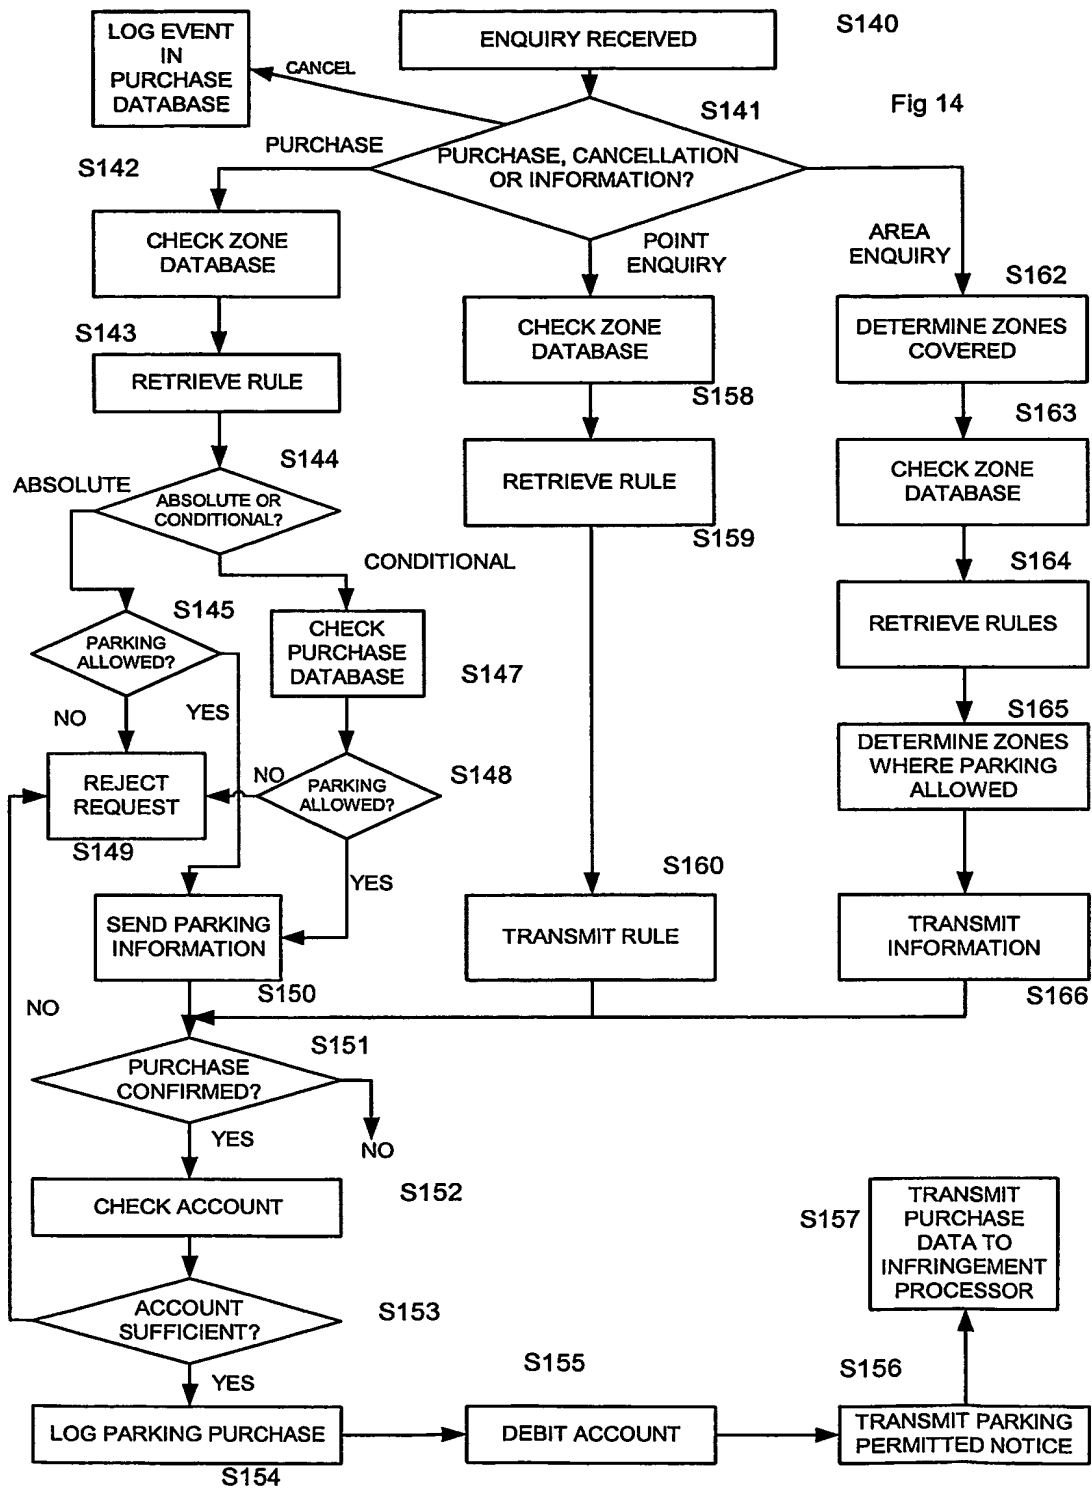 LOG EVENT
IN
PURCHASE
DATABASE
ENQUIRY RECEIVED
S140
CANCEL
Fig 14
S141
PURCHASE, CANCELLATION
OR INFORMATION?
PURCHASE
S142
CHECK ZONE
DATABASE
POINT
ENQUIRY
AREA
ENQUIRY
S162
S143
RETRIEVE RULE
CHECK ZONE
DATABASE
S158
DETERMINE ZONES
COVERED
S163
S144
ABSOLUTE
ABSOLUTE OR
CONDITIONAL?
RETRIEVE RULE
S159
CHECK ZONE
DATABASE
CONDITIONAL
S164
S145
PARKING
ALLOWED?
CHECK
PURCHASE
DATABASE
S147
RETRIEVE RULES
NO
YES
S165
DETERMINE ZONES
WHERE PARKING
ALLOWED
REJECT
REQUEST
S149
NO
PARKING
ALLOWED?
S148
YES
S160
SEND PARKING
INFORMATION
S150
TRANSMIT RULE
TRANSMIT
INFORMATION
S166
NO
S151
PURCHASE
CONFIRMED?
YES
NO
CHECK ACCOUNT
S152
ACCOUNT
SUFFICIENT?
S153
S157
TRANSMIT
PURCHASE
DATA TO
INFRINGEMENT
PROCESSOR
YES
S155
S156
LOG PARKING PURCHASE
S154
DEBIT ACCOUNT
TRANSMIT PARKING
PERMITTED NOTICE